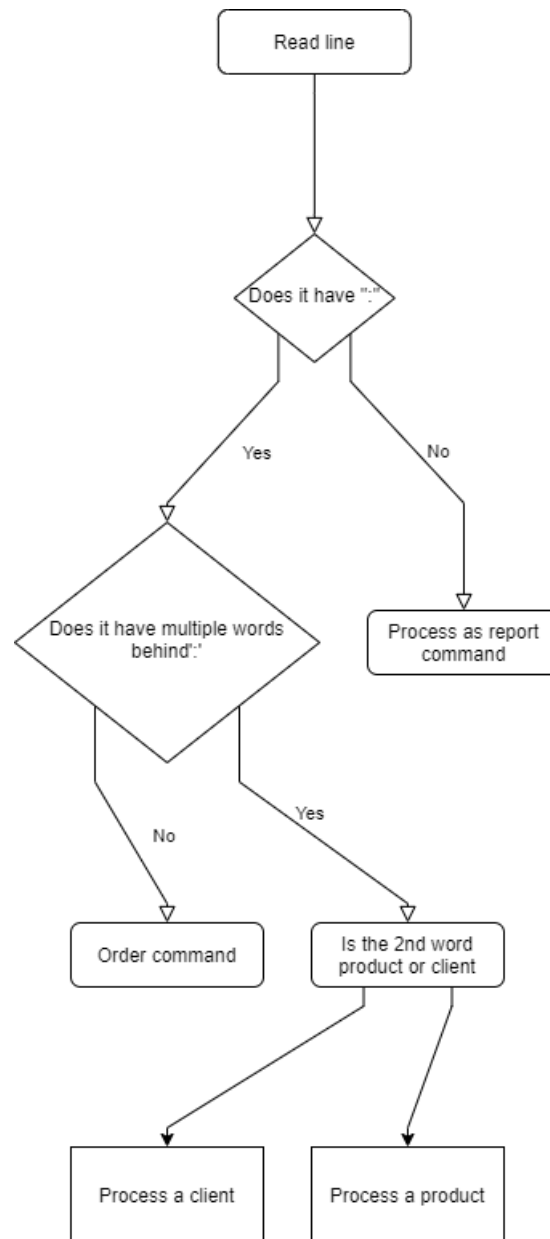 Read line
Does it have ":"
Yes
No
Does it have multiple words
behind':'
Process as report
command
No
Yes
Order command
Is the 2nd word
product or client
Process a client
Process a product